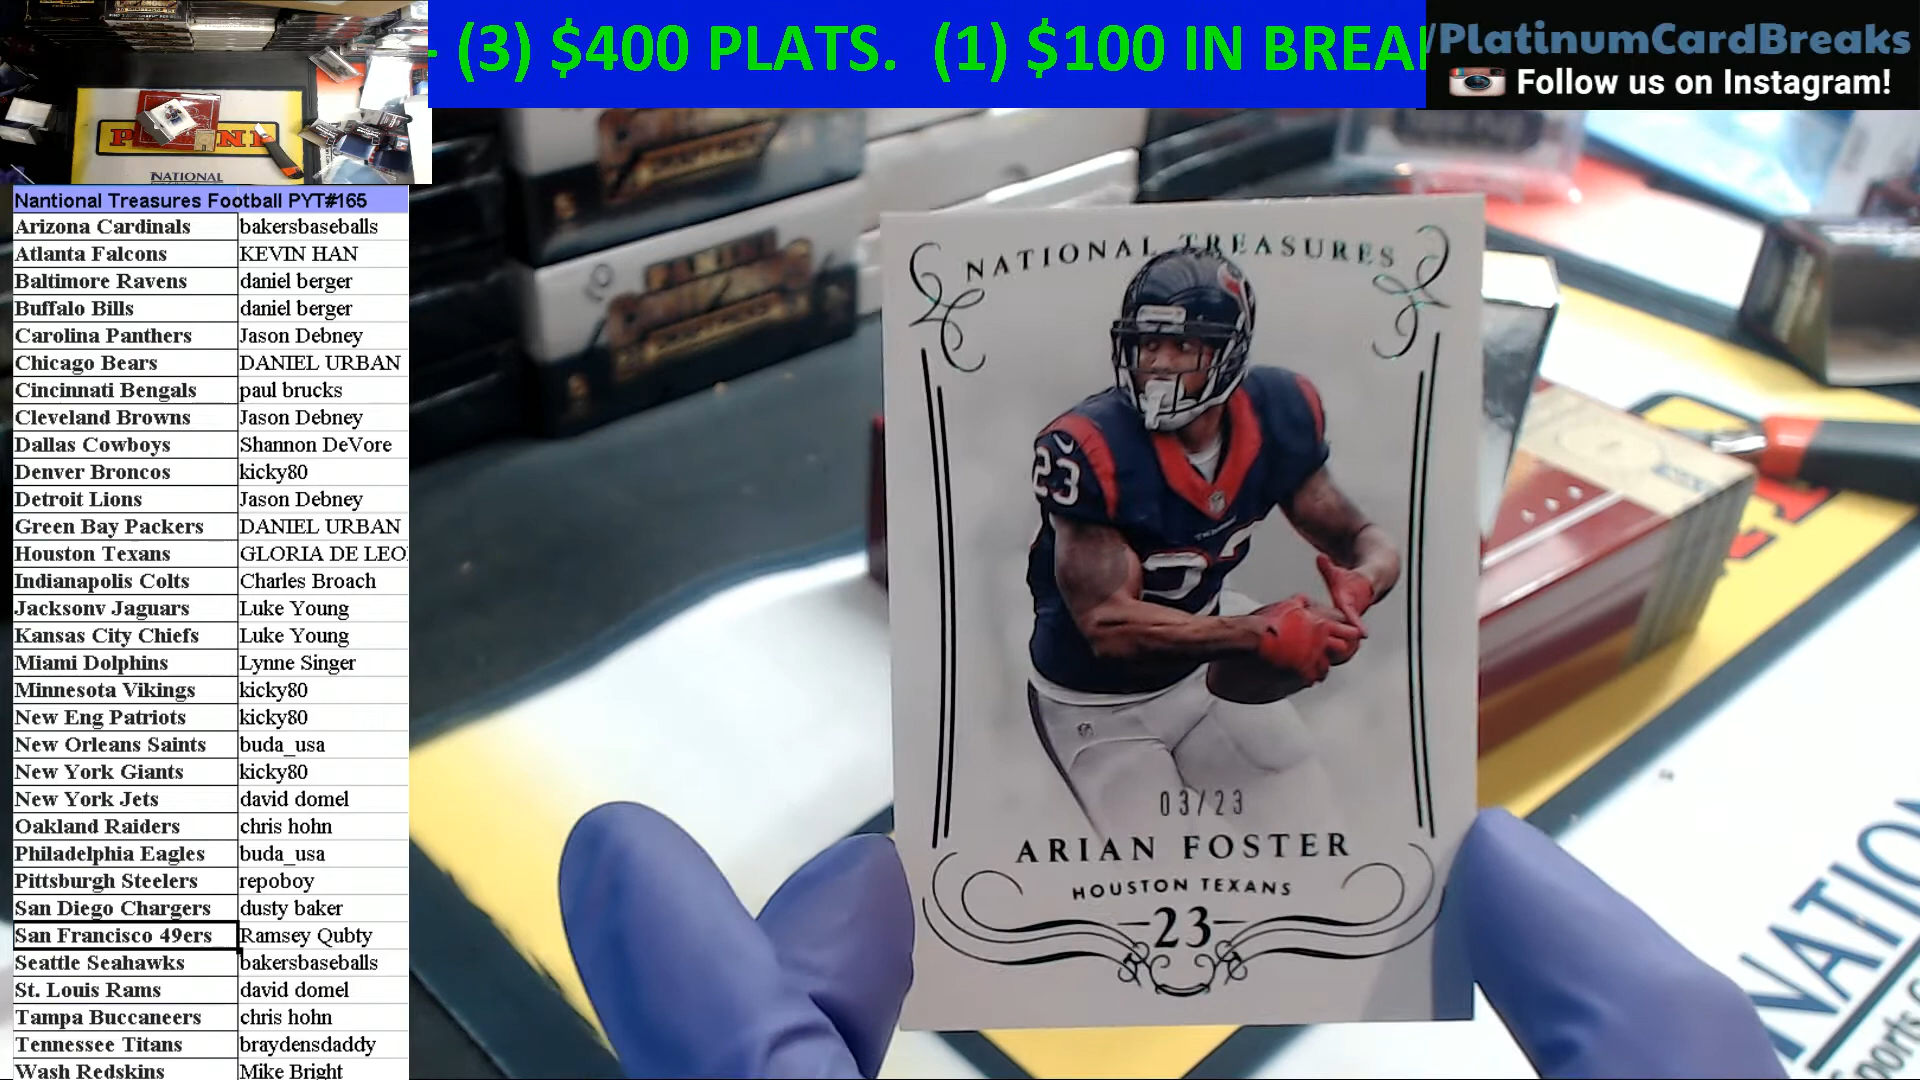 - (3) $400 PLATS. (1) $100 IN BREA
/PlatinumCardBreaks
Follow us on Instagram!
NATIONAL
Nantional Treasures Football PYT#165
Arizona Cardinals bakersbaseballs
Atlanta Falcons KEVIN HAN
Baltimore Ravens daniel berger
Buffalo Bills daniel berger
Carolina Panthers Jason Debney
Chicago Bears DANIEL URBAN
Cincinnati Bengals paul brucks
Cleveland Browns Jason Debney
Dallas Cowboys Shannon DeVore
Denver Broncos kicky80
Detroit Lions Jason Debney
Green Bay Packers DANIEL URBAN
Houston Texans GLORIA DE LEO
Indianapolis Colts Charles Broach
Jacksonv Jaguars Luke Young
Kansas City Chiefs Luke Young
Miami Dolphins Lynne Singer
Minnesota Vikings kicky80
New Eng Patriots kicky80
New Orleans Saints buda_usa
New York Giants kicky80
New York Jets david domel
Oakland Raiders chris hohn
Philadelphia Eagles buda_usa
Pittsburgh Steelers repoboy
San Diego Chargers dusty baker
San Francisco 49ers Ramsey Qubty
Seattle Seahawks bakersbaseballs
St. Louis Rams david domel
Tampa Buccaneers chris hohn
Tennessee Titans braydensdaddy
Wash Redskins Mike Bright
NATIONAL TREASURES
23
03/23
ARIAN FOSTER
HOUSTON TEXANS
23